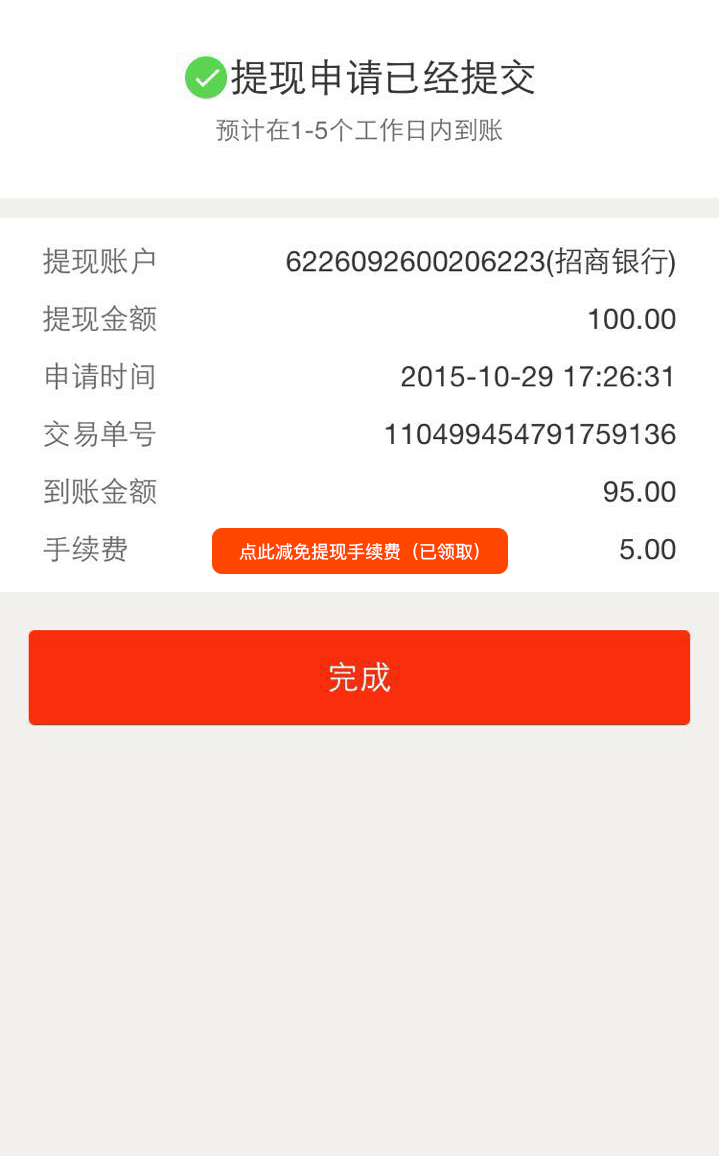 提现申请已经提交
预计在1-5个工作日内到账
提现账户 6226092600206223(招商银行)
提现金额 100.00
申请时间 2015-10-29 17:26:31
交易单号 110499454791759136
到账金额 95.00
手续费 点此减免提现手续费（已领取） 5.00
完成